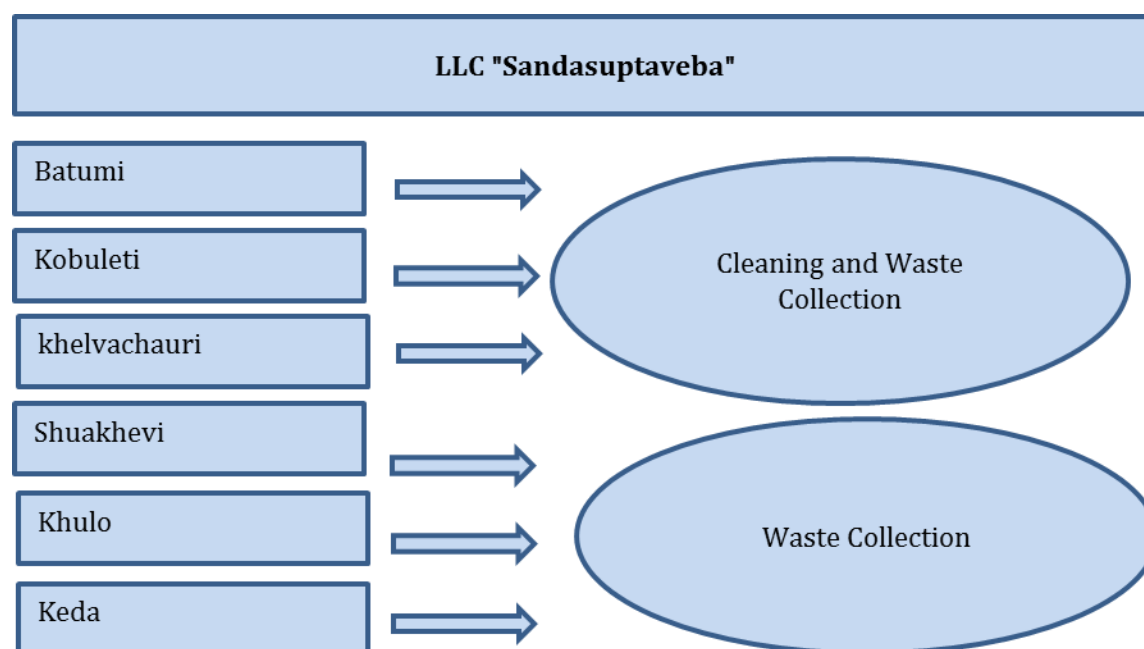 LLC "Sandasuptaveba"
Batumi
Kobuleti
khelvachauri
Shuakhevi
Khulo
Keda
Cleaning and Waste
Collection
Waste Collection